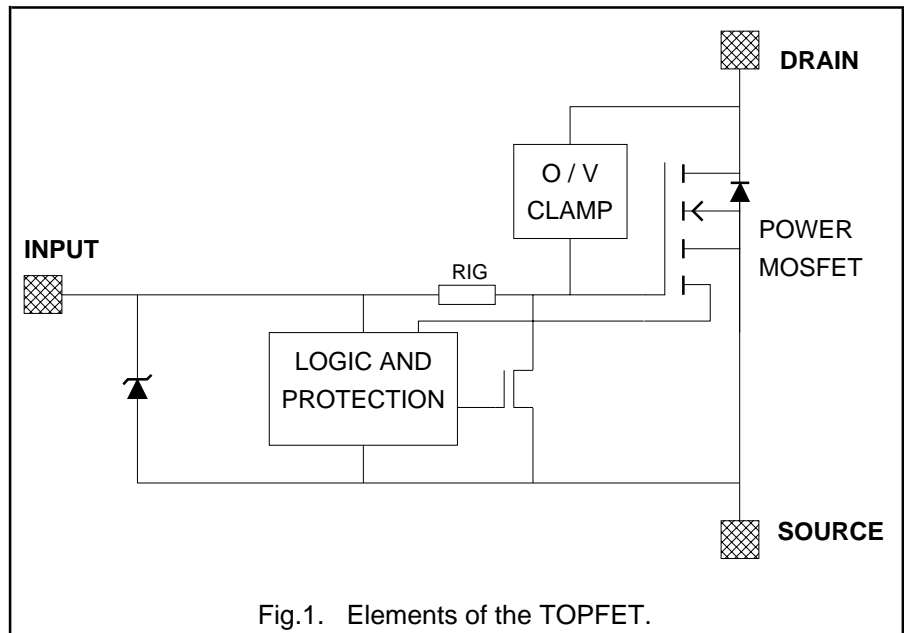 DRAIN
O / V
CLAMP
POWER
MOSFET
INPUT
RIG
LOGIC AND
PROTECTION
SOURCE
Fig.1. Elements of the TOPFET.